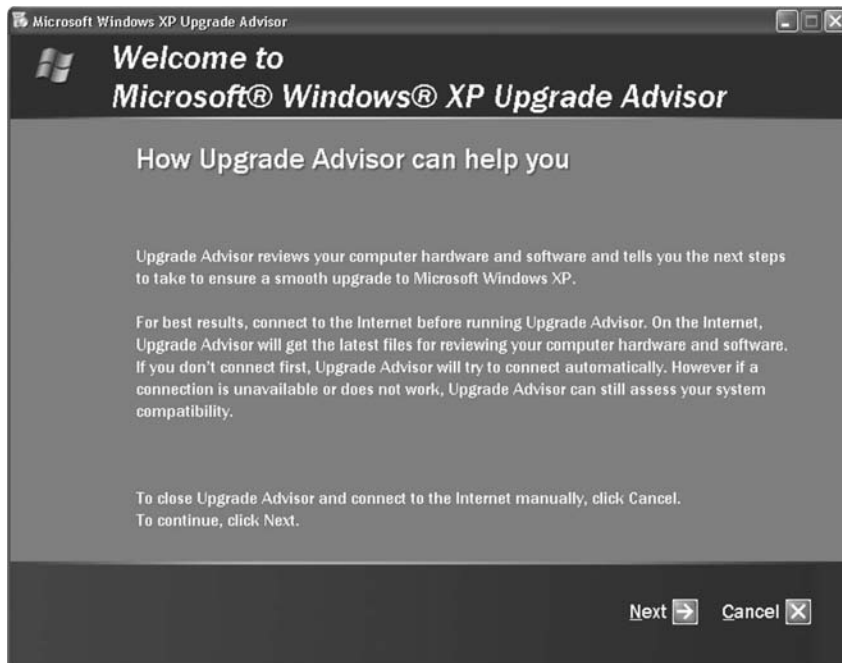 Microsoft Windows XP Upgrade Advisor
Welcome to
Microsoft® Windows® XP Upgrade Advisor
How Upgrade Advisor can help you
Upgrade Advisor reviews your computer hardware and software and tells you the next steps
to take to ensure a smooth upgrade to Microsoft Windows XP.
For best results, connect to the Internet before running Upgrade Advisor. On the Internet,
Upgrade Advisor will get the latest files for reviewing your computer hardware and software.
If you don't connect first, Upgrade Advisor will try to connect automatically. However if a
connection is unavailable or does not work, Upgrade Advisor can still assess your system
compatibility.
To close Upgrade Advisor and connect to the Internet manually, click Cancel.
To continue, click Next.
Next Cancel